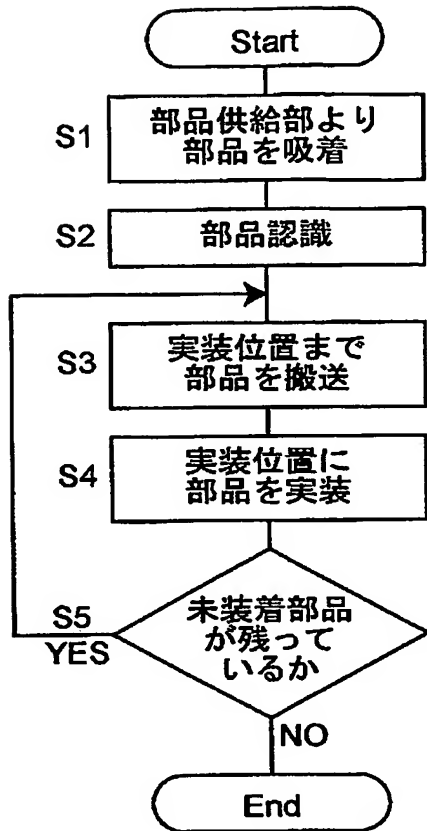 Start
S1
部品供給部より
部品を吸着
S2
部品認識
S3
実装位置まで
部品を搬送
S4
実装位置に
部品を実装
S5
YES
未装着部品
が残って
いるか
NO
End